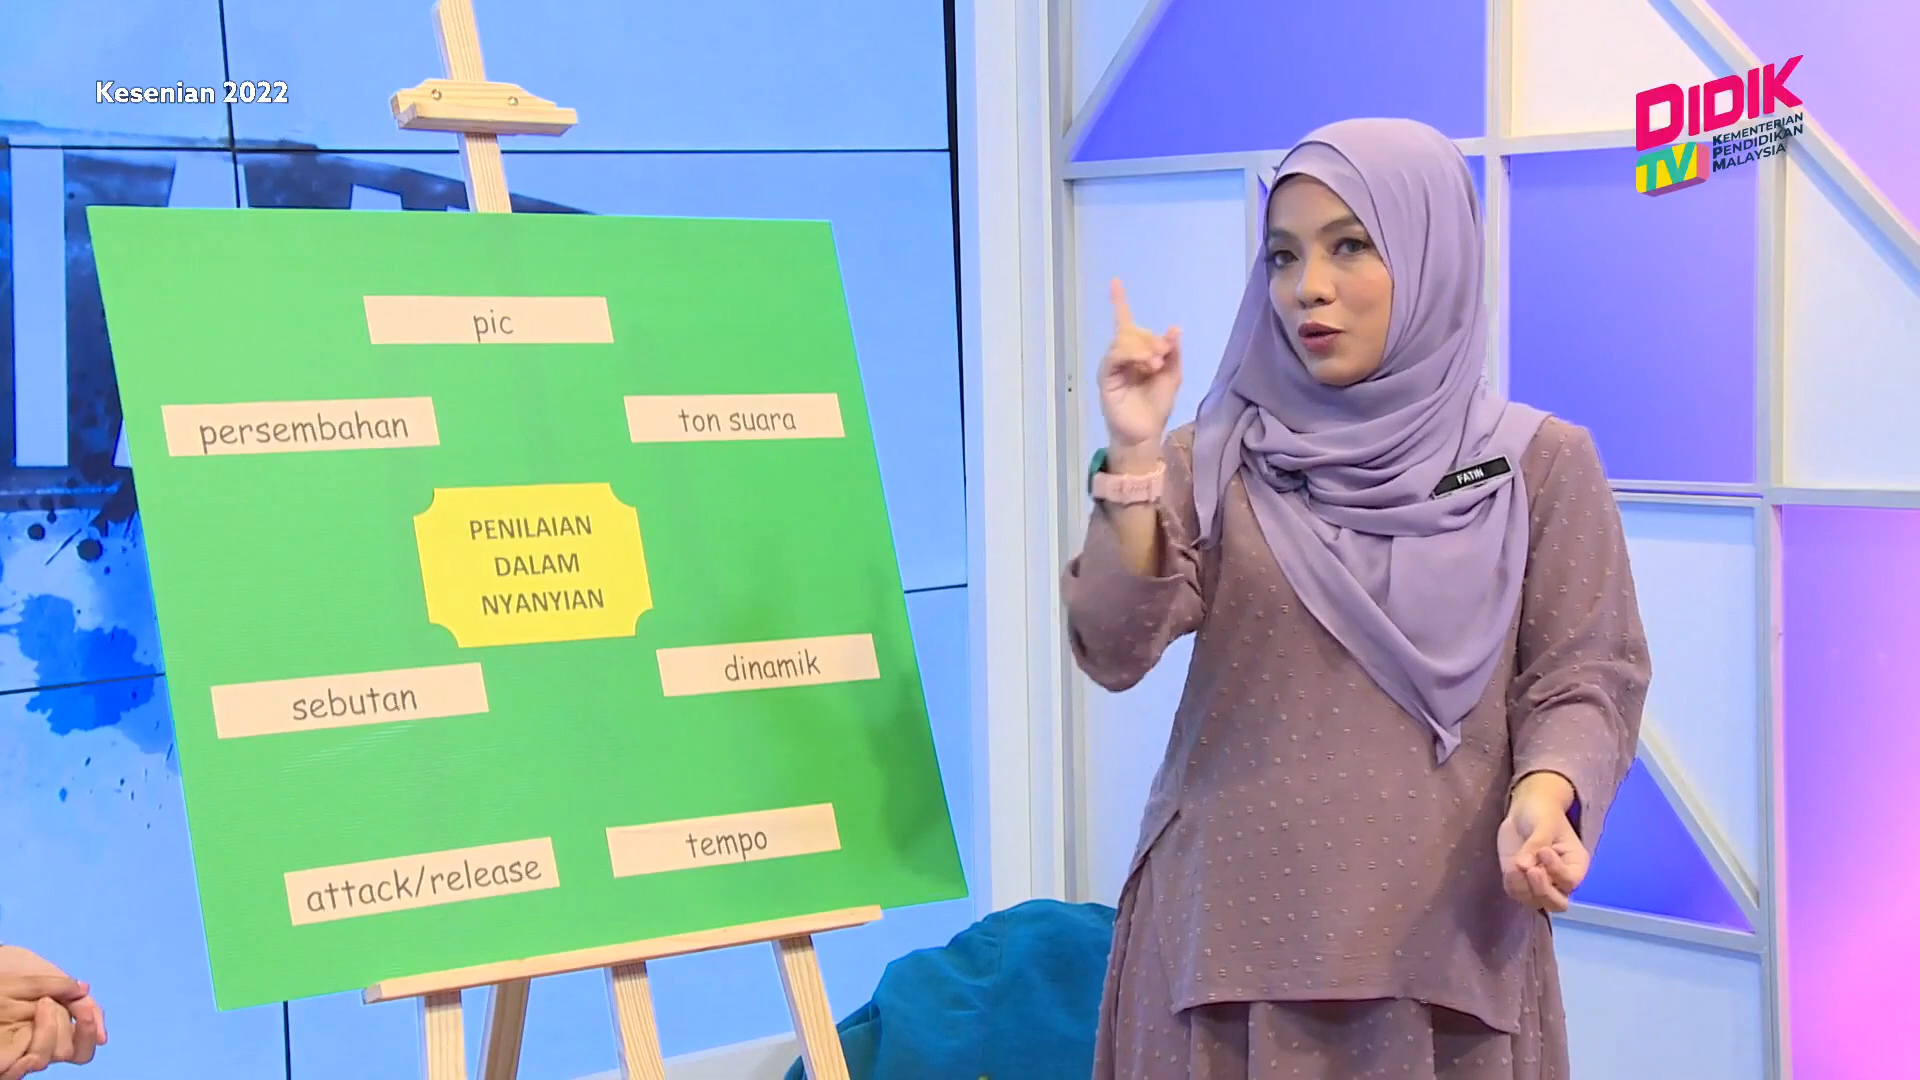 Kesenian 2022
DIDIK
TV
KEMENTERIAN
PENDIDIKAN
MALAYSIA
pic
persembahan
ton suara
PENILAIAN
DALAM
NYANYIAN
sebutan
dinamik
attack/release
tempo
FATIN